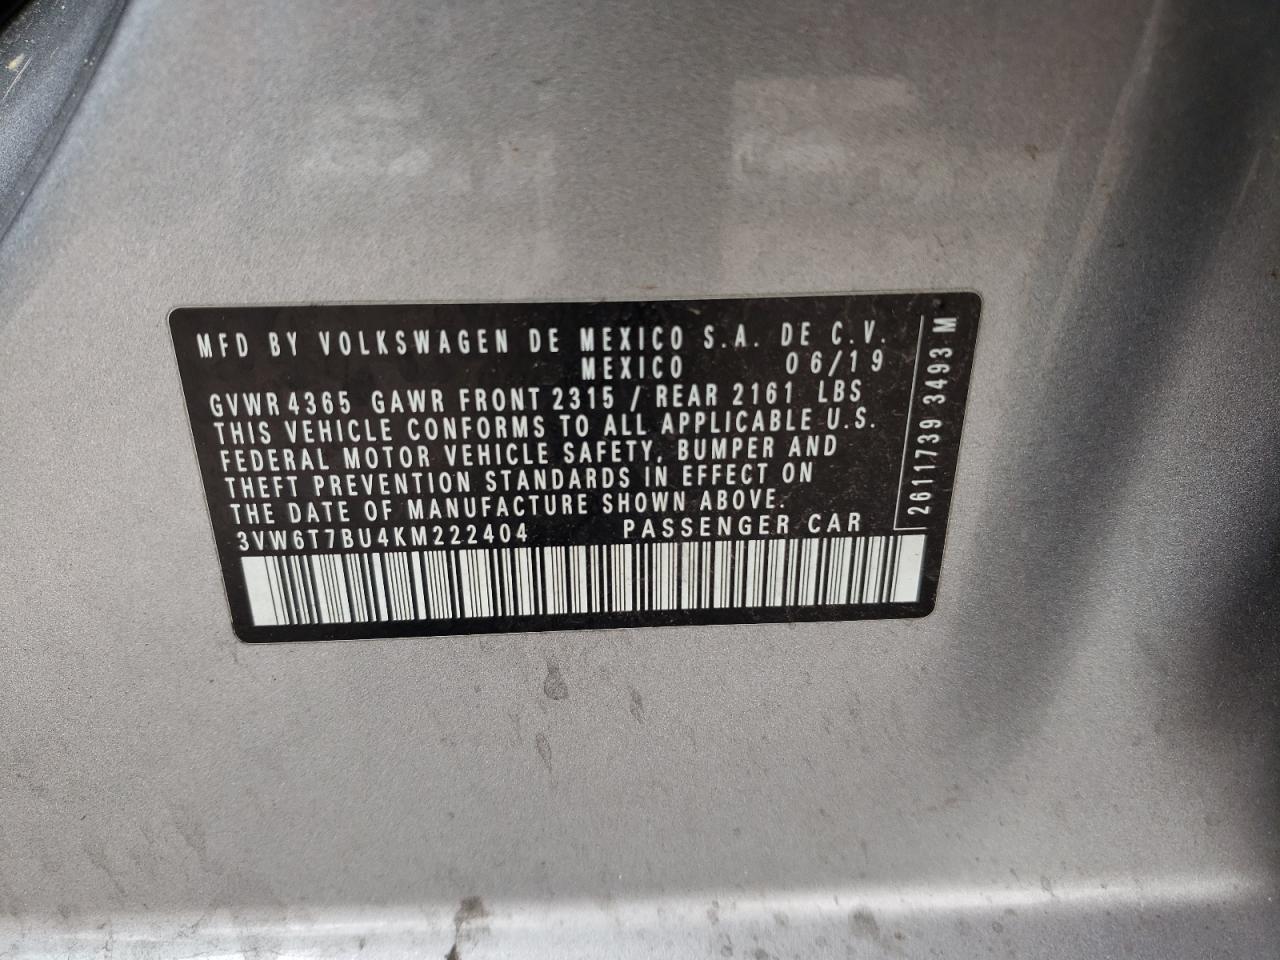 MFD BY VOLKSWAGEN DE MEXICO S.A. DE C.V.
MEXICO 06/19
GVWR 4365 GAWR FRONT 2315 / REAR 2161 LBS
THIS VEHICLE CONFORMS TO ALL APPLICABLE U.S.
FEDERAL MOTOR VEHICLE SAFETY, BUMPER AND
THEFT PREVENTION STANDARDS IN EFFECT ON
THE DATE OF MANUFACTURE SHOWN ABOVE.
3VW6T7BU4KM222404 PASSENGER CAR
2611739 3493 M